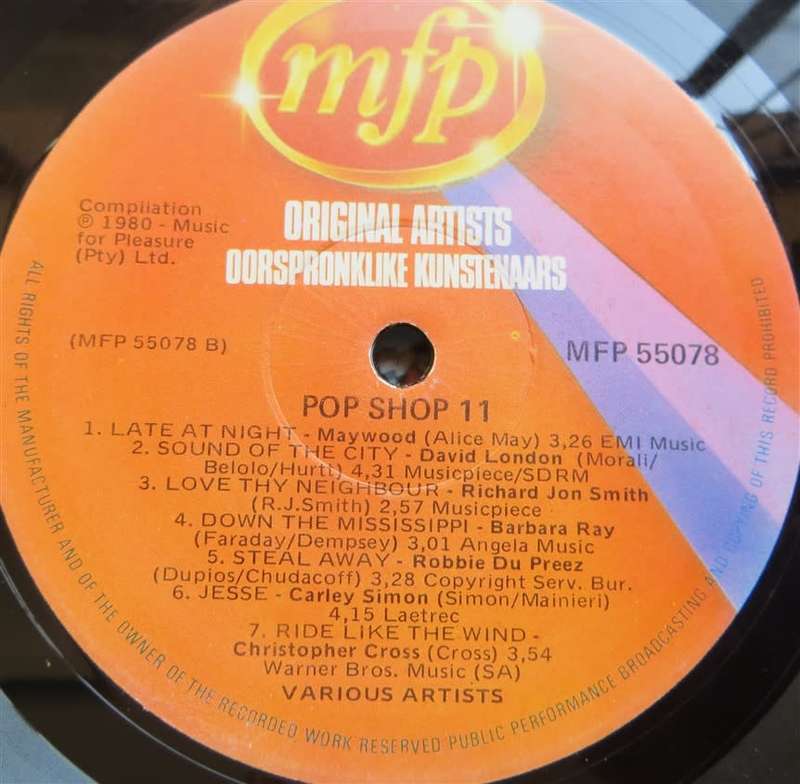 mfp
ORIGINAL ARTISTS
OORSPRONKLIKE KUNSTENAARS
Compilation
℗ 1980 - Music
for Pleasure
(Pty) Ltd.
(MFP 55078 B)
MFP 55078
POP SHOP 11
1. LATE AT NIGHT - Maywood (Alice May) 3,26 EMI Music
2. SOUND OF THE CITY - David London (Morali/
Belolo/Hurtt) 4,31 Musicpiece/SDRM
3. LOVE THY NEIGHBOUR - Richard Jon Smith
(R.J.Smith) 2,57 Musicpiece
4. DOWN THE MISSISSIPPI - Barbara Ray
(Faraday/Dempsey) 3,01 Angela Music
5. STEAL AWAY - Robbie Du Preez
(Dupios/Chudacoff) 3,28 Copyright Serv. Bur.
6. JESSE - Carley Simon (Simon/Mainieri)
4,15 Laetrec
7. RIDE LIKE THE WIND -
Christopher Cross (Cross) 3,54
Warner Bros. Music (SA)
VARIOUS ARTISTS
ALL RIGHTS OF THE MANUFACTURER AND OF THE OWNER OF THE RECORDED WORK RESERVED PUBLIC PERFORMANCE BROADCASTING AND COPYING OF THIS RECORD PROHIBITED